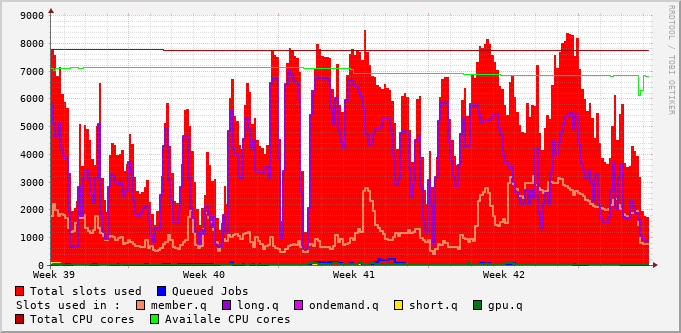 9000
8000
7000
6000
5000
4000
3000
2000
1000
0
Week 39 Week 40 Week 41 Week 42
RRDTOOL / TOBI OETIKER
Total slots used Queued Jobs
Slots used in : member.q long.q ondemand.q short.q gpu.q
Total CPU cores Availale CPU cores